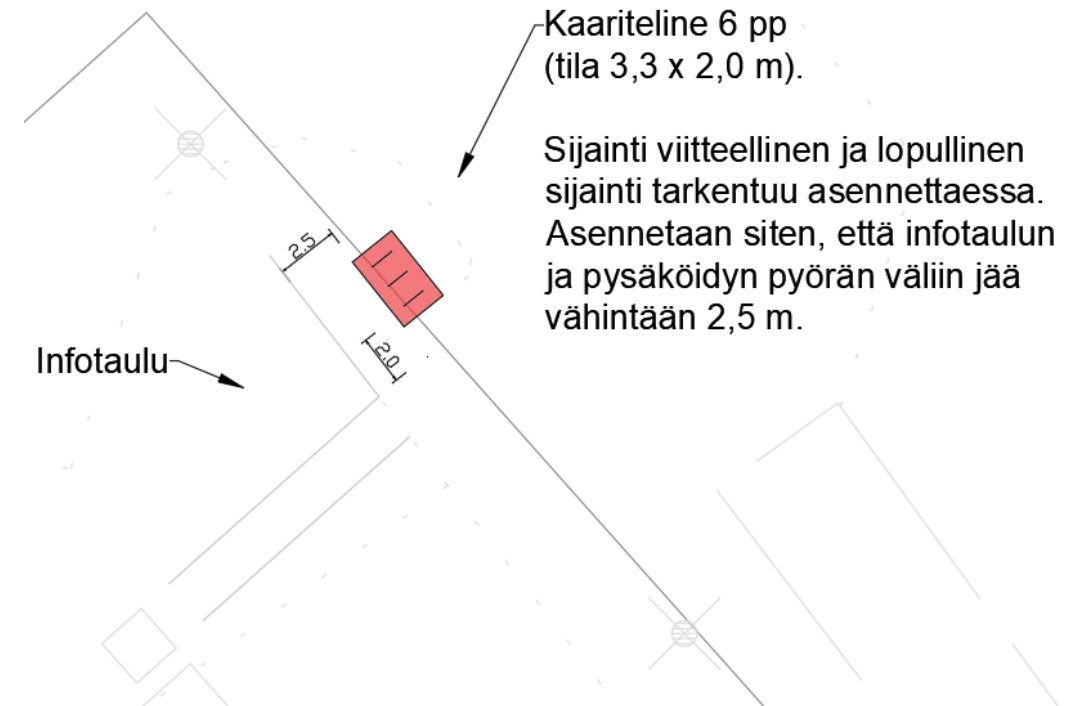 Kaariteline 6 pp
(tila 3,3 x 2,0 m).
Sijainti viitteellinen ja lopullinen
sijainti tarkentuu asennettaessa.
Asennetaan siten, että infotaulun
ja pysäköidyn pyörän väliin jää
vähintään 2,5 m.
2.5
2.0
Infotaulu